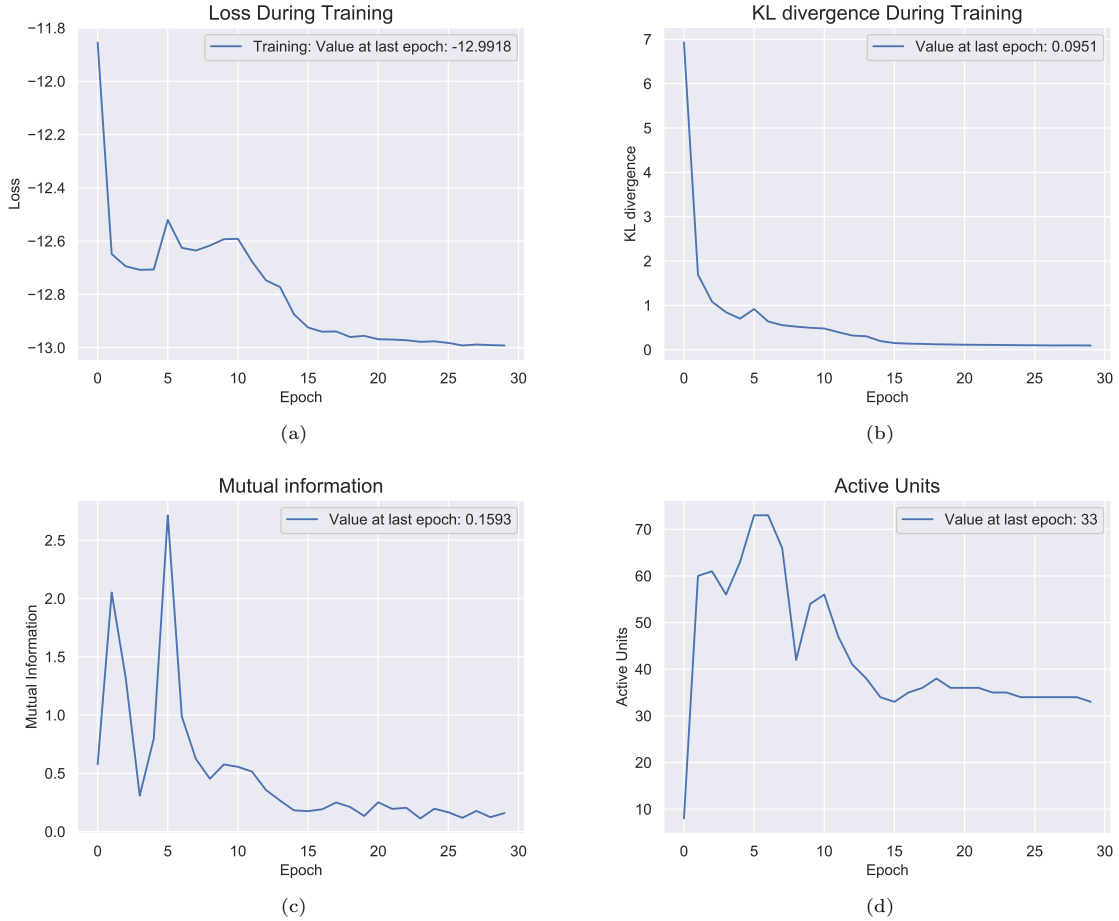 Loss During Training
Training: Value at last epoch: -12.9918
−11.8
−12.0
−12.2
−12.4
−12.6
−12.8
−13.0
Loss
0 5 10 15 20 25 30
Epoch
(a)
KL divergence During Training
Value at last epoch: 0.0951
7
6
5
4
3
2
1
0
KL divergence
0 5 10 15 20 25 30
Epoch
(b)
Mutual information
Value at last epoch: 0.1593
2.5
2.0
1.5
1.0
0.5
0.0
Mutual Information
0 5 10 15 20 25 30
Epoch
(c)
Active Units
Value at last epoch: 33
70
60
50
40
30
20
10
Active Units
0 5 10 15 20 25 30
Epoch
(d)